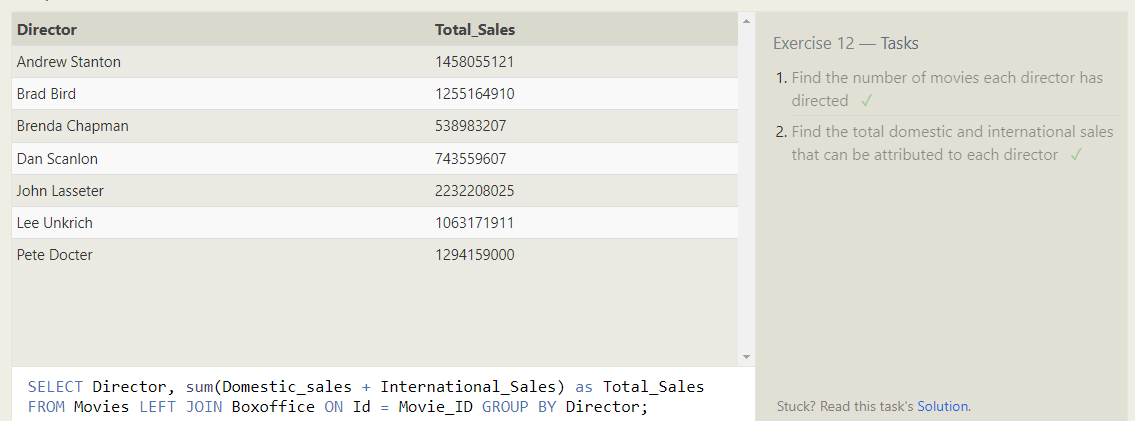 Director Total_Sales
Andrew Stanton 1458055121
Brad Bird 1255164910
Brenda Chapman 538983207
Dan Scanlon 743559607
John Lasseter 2232208025
Lee Unkrich 1063171911
Pete Docter 1294159000
SELECT Director, sum(Domestic_sales + International_Sales) as Total_Sales
FROM Movies LEFT JOIN Boxoffice ON Id = Movie_ID GROUP BY Director;
Exercise 12 — Tasks
1. Find the number of movies each director has
directed ✓
2. Find the total domestic and international sales
that can be attributed to each director ✓
Stuck? Read this task's Solution.